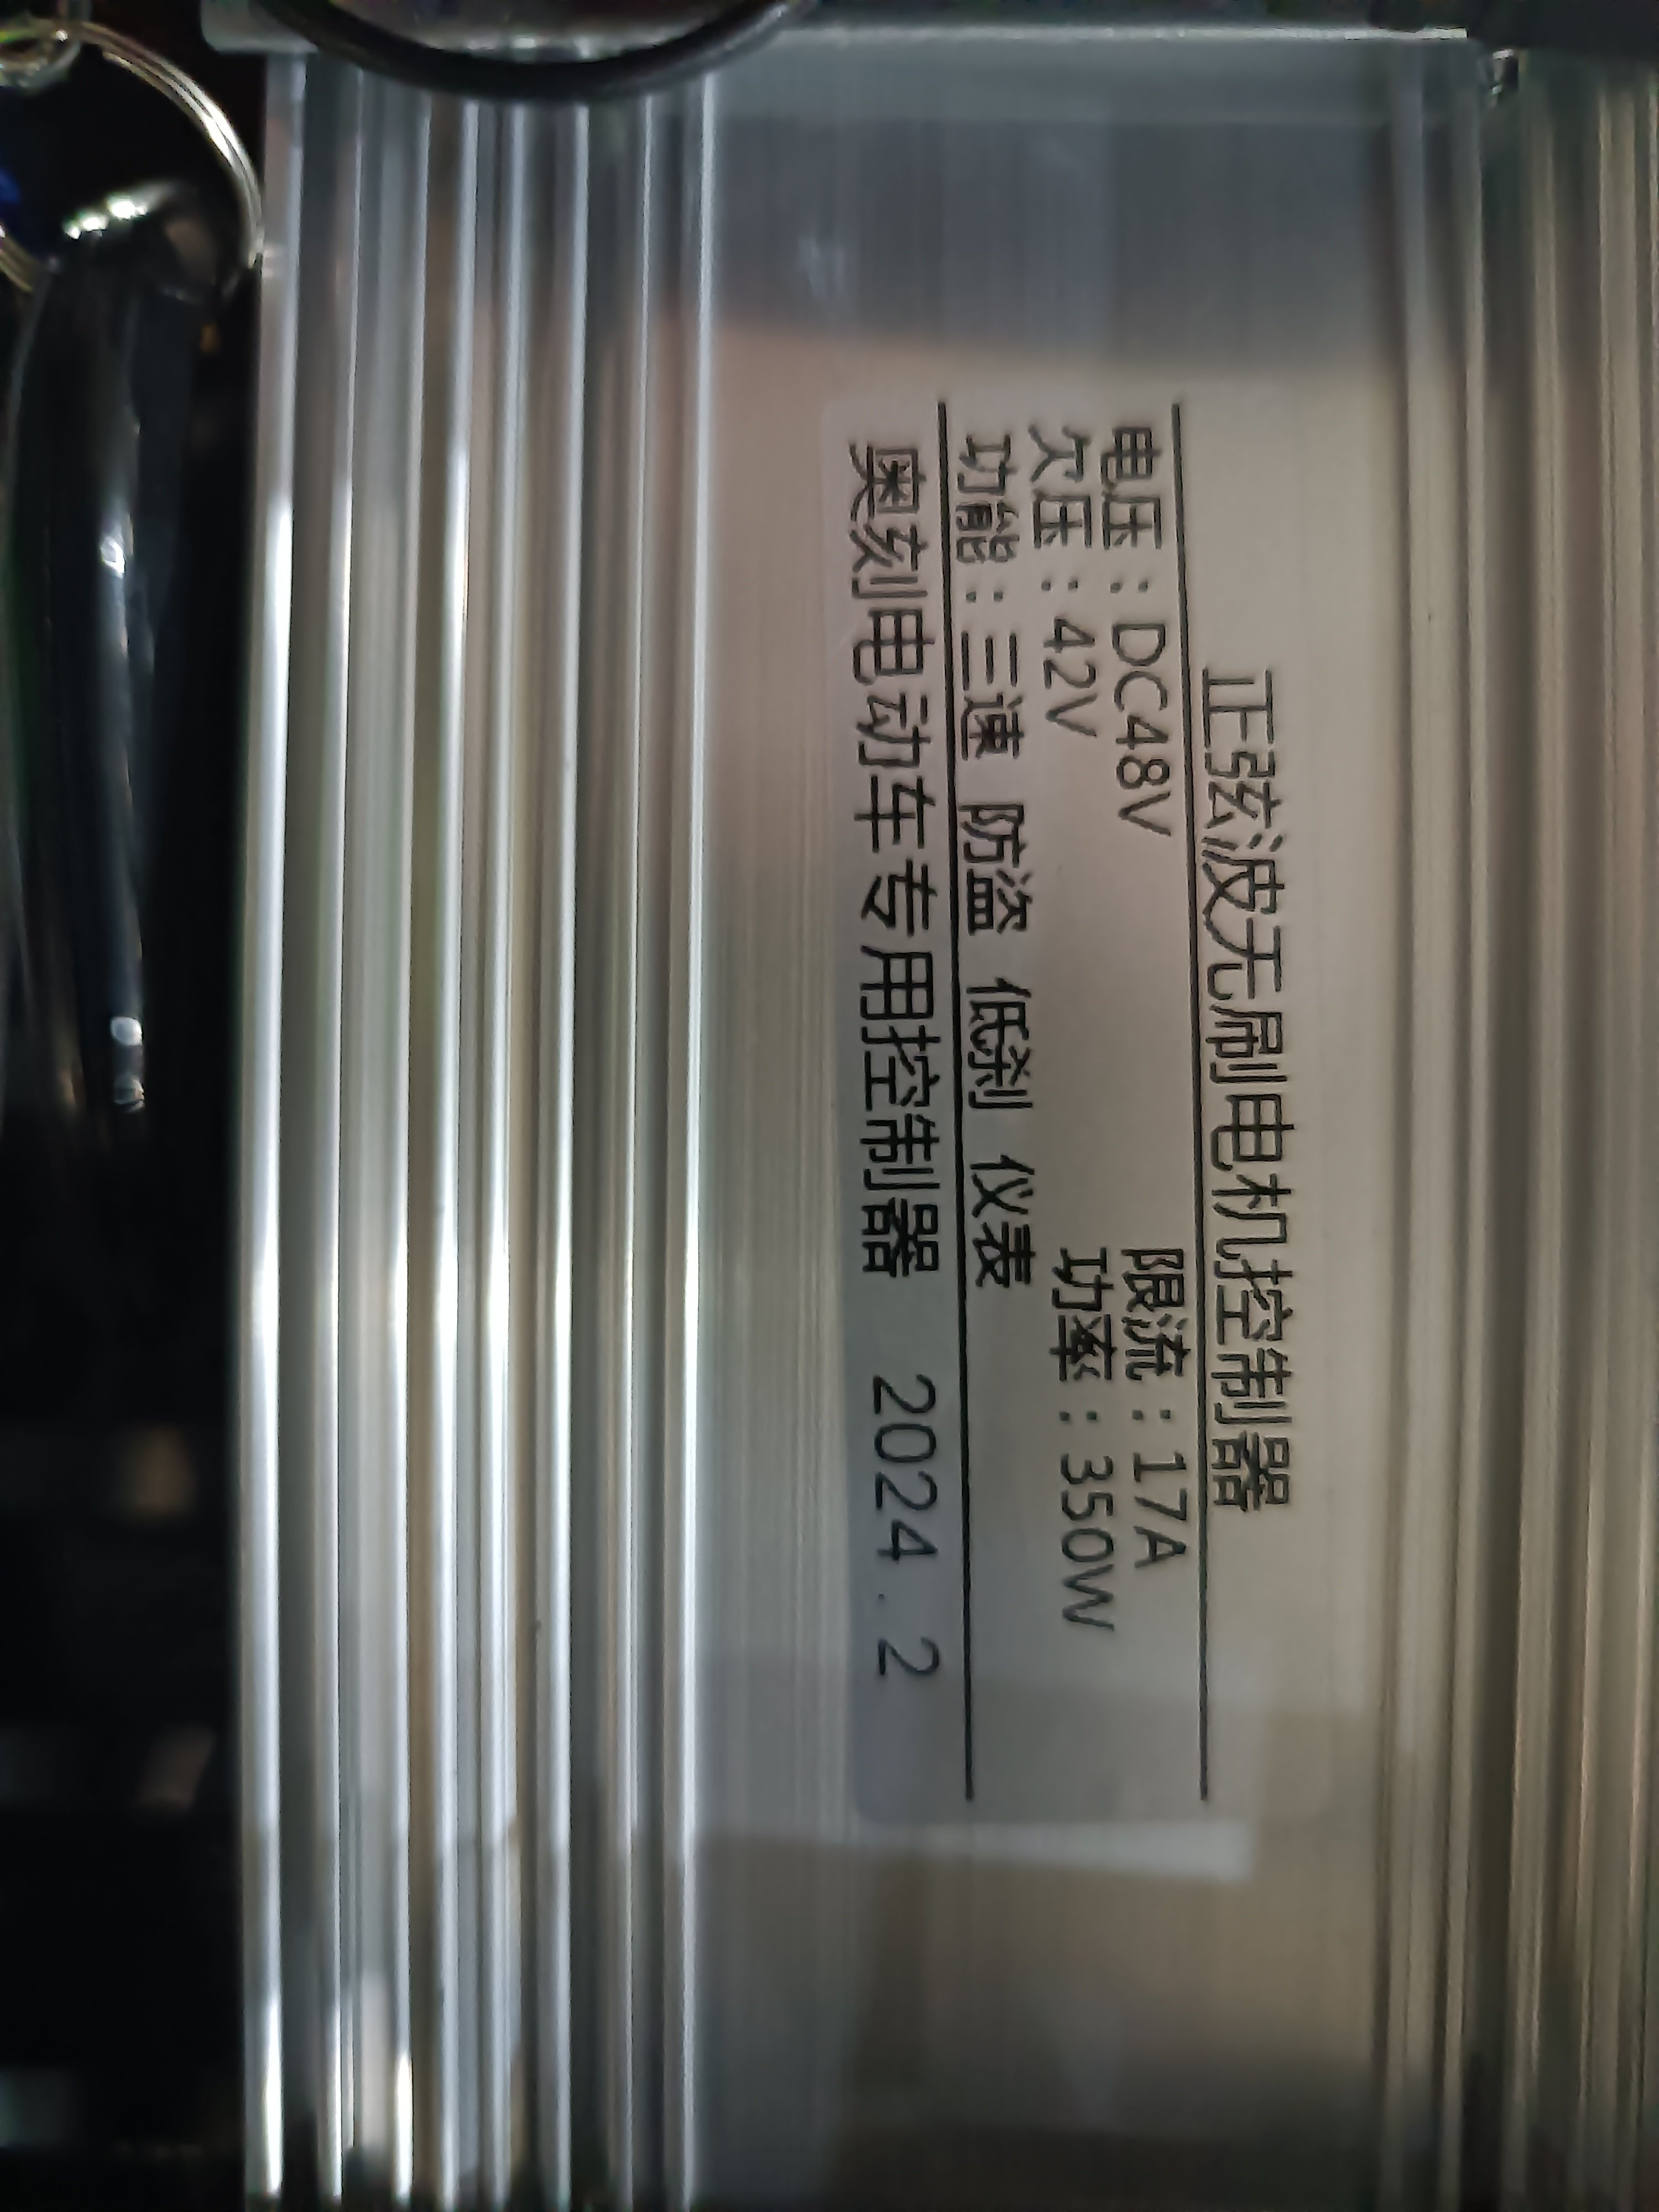 正弦波无刷电机控制器
电压：DC48V 限流：17A
欠压：42V 功率：350W
功能：三速 防盗 低刹 仪表
奥刻电动车专用控制器 2024.2